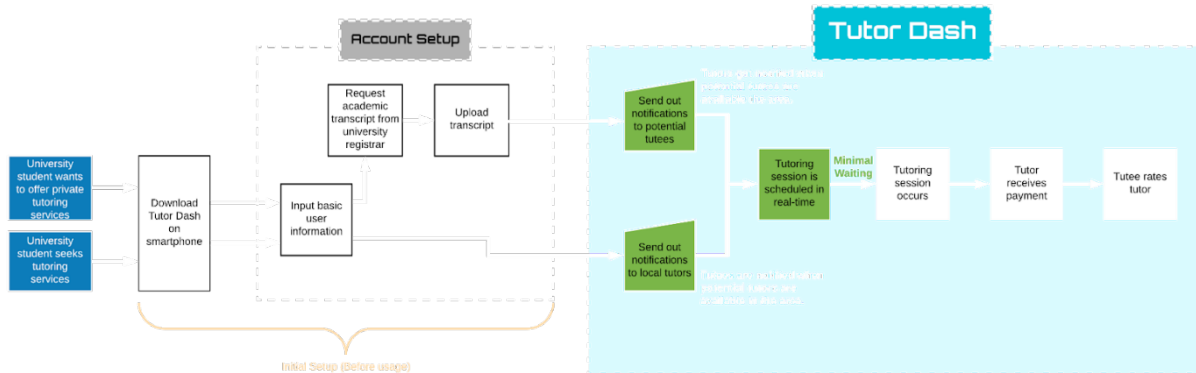 Account Setup
Tutor Dash
Request
academic
transcript from
university
registrar
Upload
transcript
Send out
notifications
to potential
tutees
University
student wants
to offer private
tutoring
services
Download
Tutor Dash
on
smartphone
Input basic
user
information
Tutoring
session is
scheduled in
real-time
Minimal
Waiting
Tutoring
session
occurs
Tutor
receives
payment
Tutee rates
tutor
University
student seeks
tutoring
services
Send out
notifications
to local tutors
Initial Setup (Before usage)